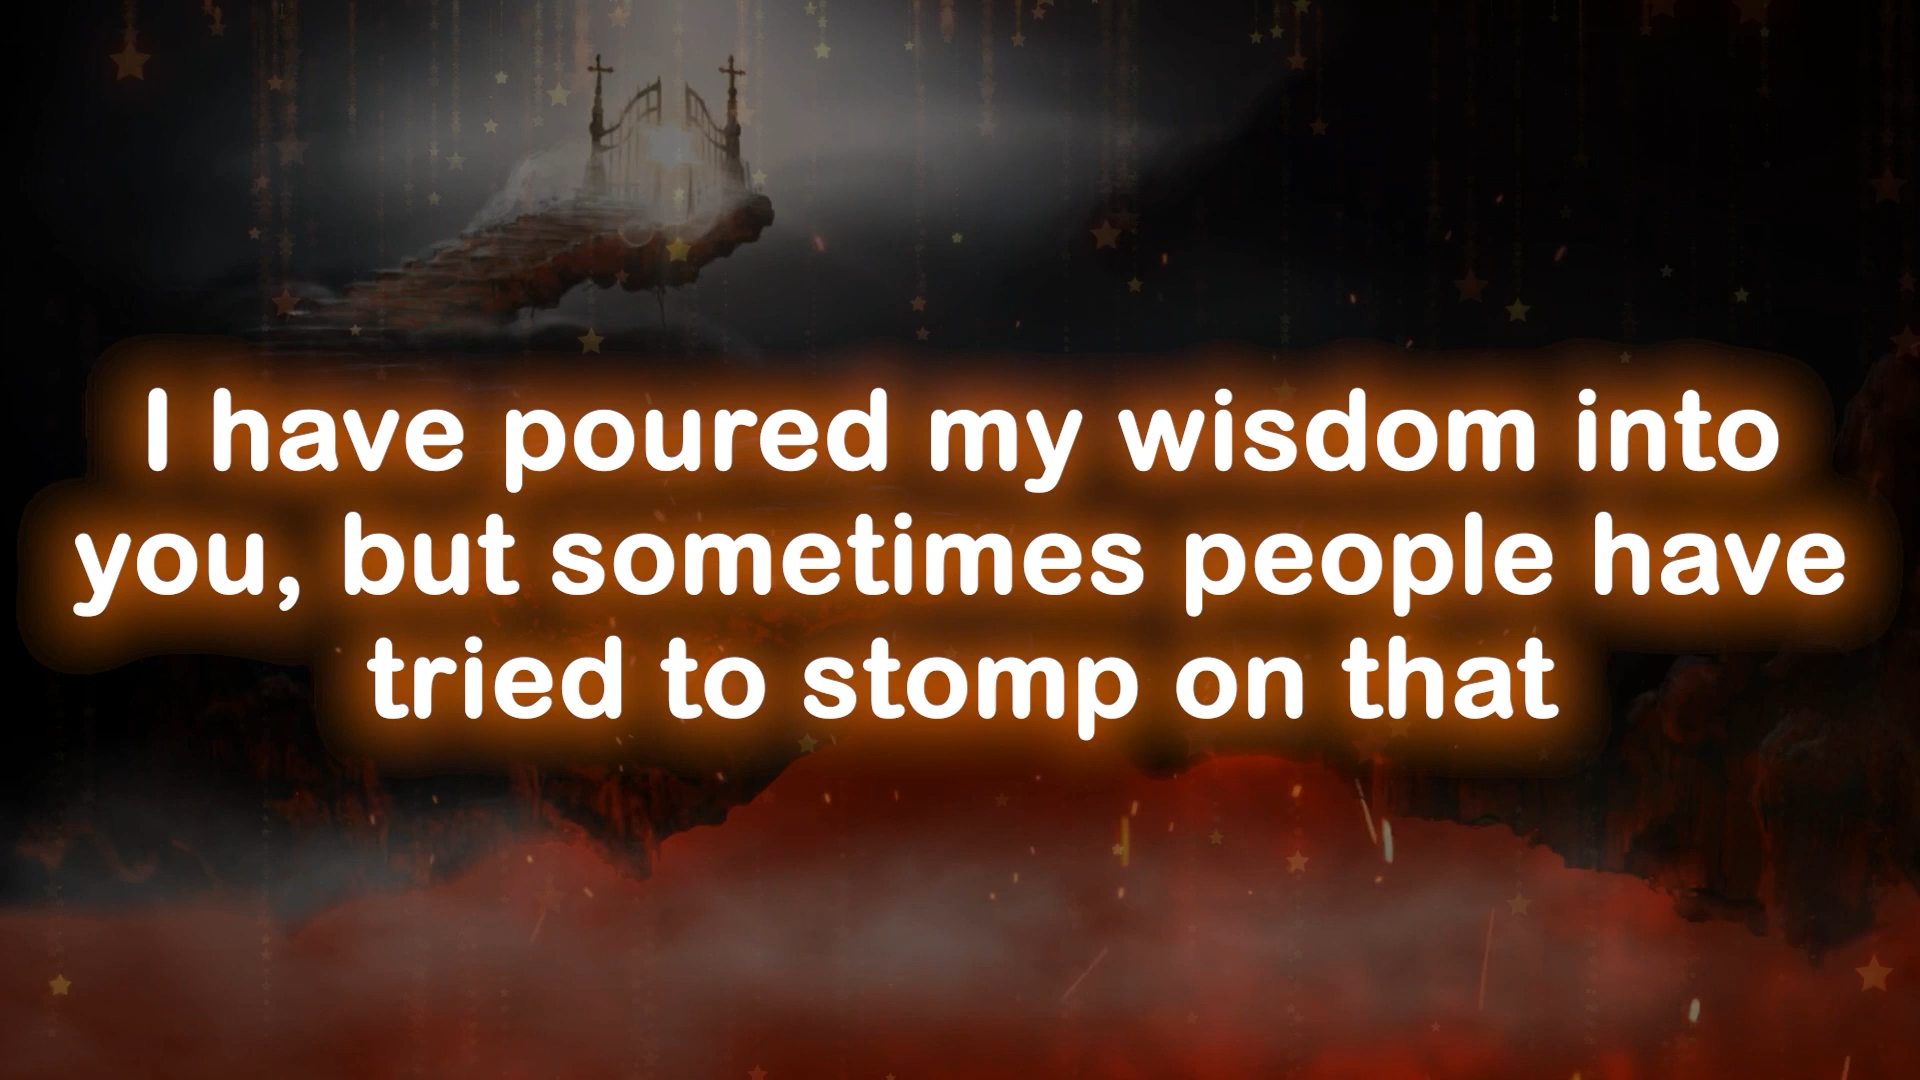 I have poured my wisdom into
you, but sometimes people have
tried to stomp on that